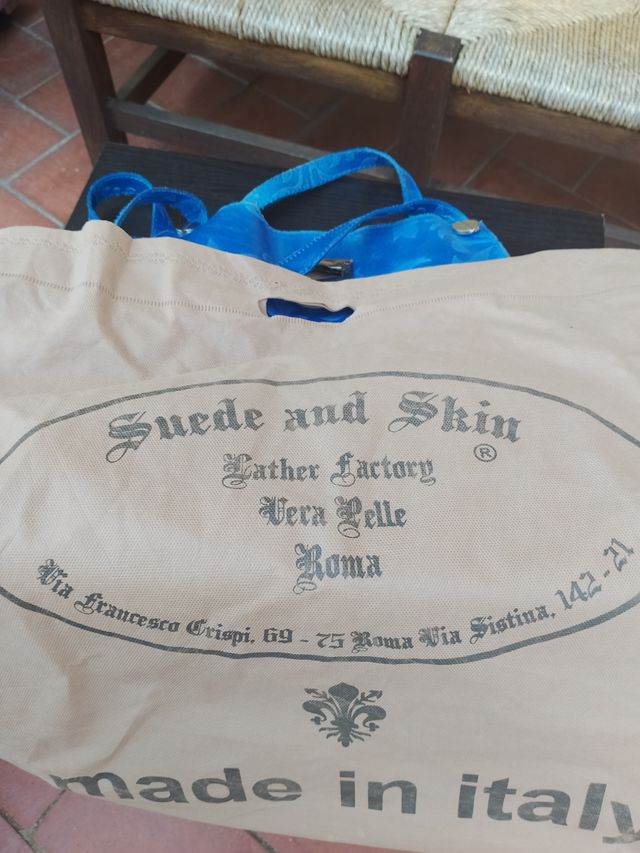 Suede and Skin
®
Lather Factory
Vera Pelle
Roma
Via Francesco Crispi, 69 - 75 Roma Via Sistina, 142 - 21
made in italy